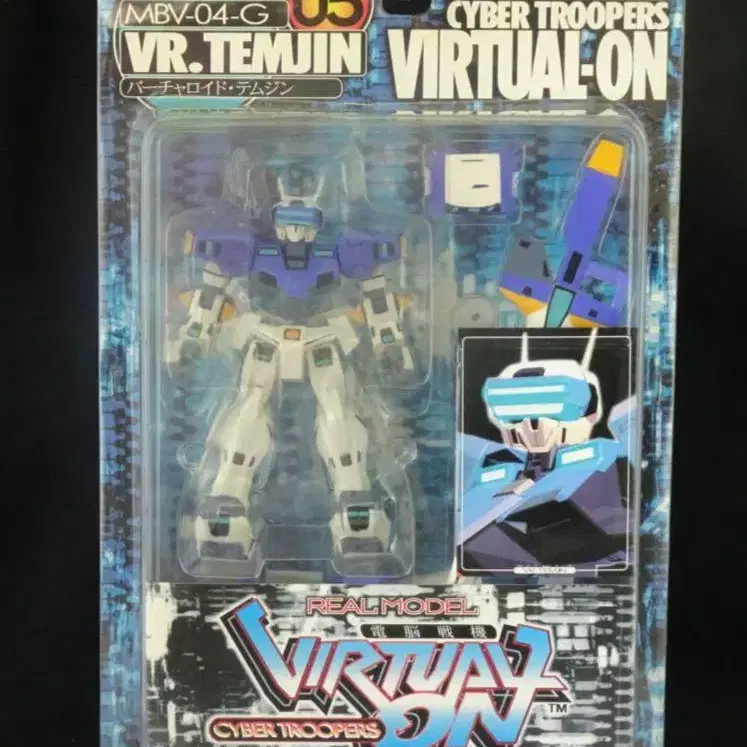 MBV-04-G
05
VR.TEMJIN
バーチャロイド・テムジン
CYBER TROOPERS
VIRTUAL-ON
REAL MODEL
電脳戦機
VIRTUAL
CYBER TROOPERS
ON
TM